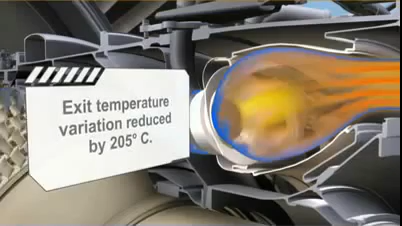 Exit temperature
variation reduced
by 205° C.